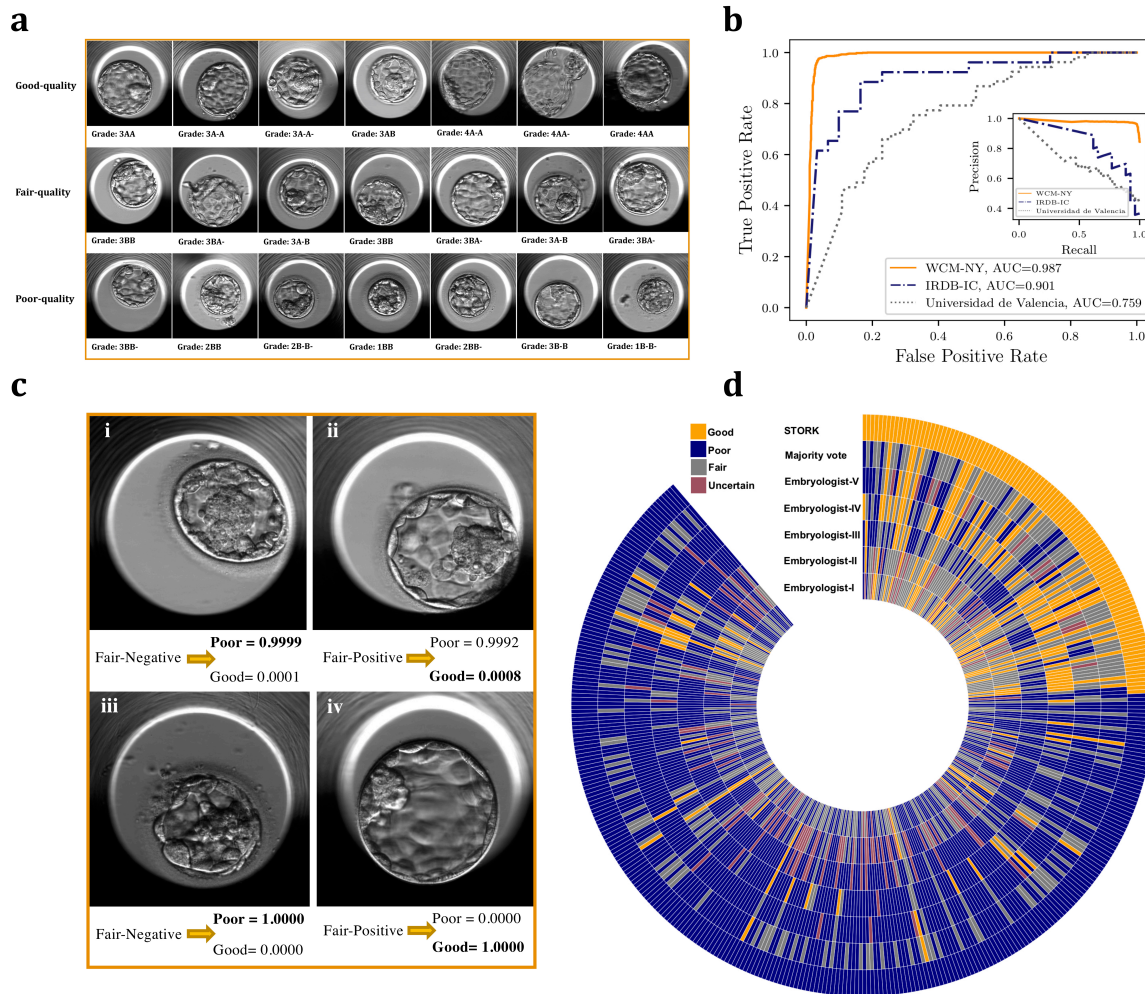 a
Good-quality
Grade: 3AA
Grade: 3A-A
Grade: 3A-A-
Grade: 3AB
Grade: 4A-A
Grade: 4AA-
Grade: 4AA
Fair-quality
Grade: 3BB
Grade: 3BA-
Grade: 3A-B
Grade: 3BB
Grade: 3BA-
Grade: 3A-B
Grade: 3BA-
Poor-quality
Grade: 3BB-
Grade: 2BB
Grade: 2B-B-
Grade: 1BB
Grade: 2BB-
Grade: 3B-B
Grade: 1B-B-
b
True Positive Rate
1.0
0.8
0.6
0.4
0.2
0.0
0.0
0.2
0.4
0.6
0.8
1.0
False Positive Rate
Precision
1.0
0.8
0.6
0.4
WCM-NY
IRDB-IC
Universidad de Valencia
0.0
0.5
1.0
Recall
WCM-NY, AUC=0.987
IRDB-IC, AUC=0.901
Universidad de Valencia, AUC=0.759
c
i
Fair-Negative
Poor = 0.9999
Good= 0.0001
ii
Fair-Positive
Poor = 0.9992
Good= 0.0008
iii
Fair-Negative
Poor = 1.0000
Good= 0.0000
iv
Fair-Positive
Poor = 0.0000
Good= 1.0000
d
Good
Poor
Fair
Uncertain
STORK
Majority vote
Embryologist-V
Embryologist-IV
Embryologist-III
Embryologist-II
Embryologist-I